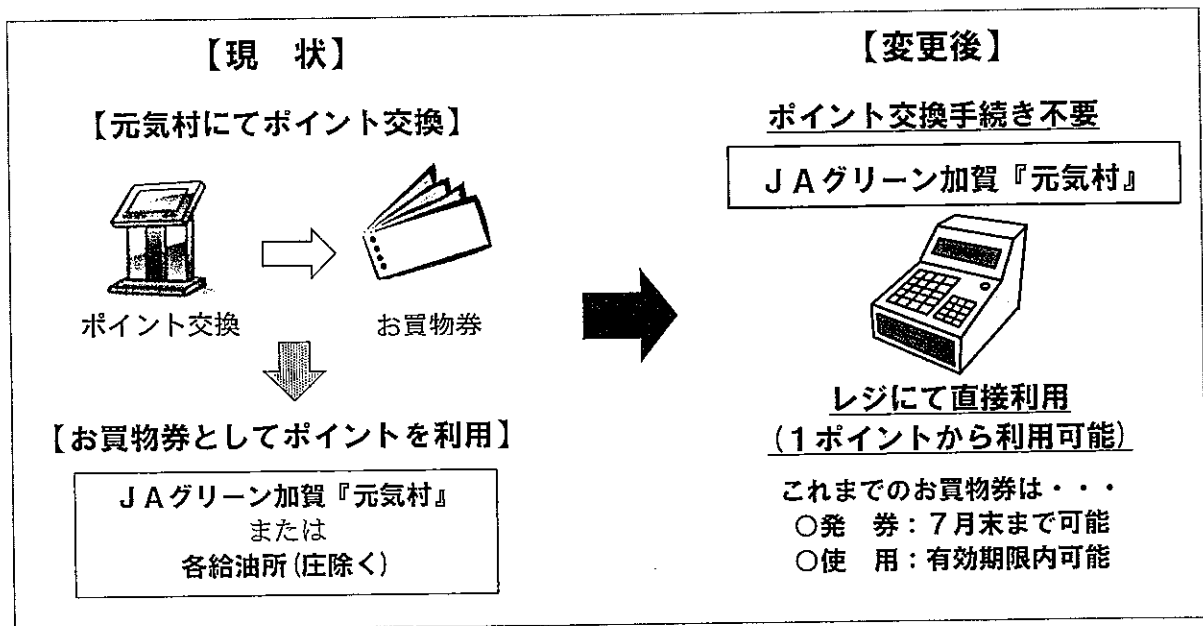 【現　状】
【元気村にてポイント交換】
ポイント交換
お買物券
【お買物券としてポイントを利用】
ＪＡグリーン加賀『元気村』
または
各給油所(庄除く)
【変更後】
ポイント交換手続き不要
ＪＡグリーン加賀『元気村』
レジにて直接利用
(１ポイントから利用可能)
これまでのお買物券は・・・
○発　券：７月末まで可能
○使　用：有効期限内可能